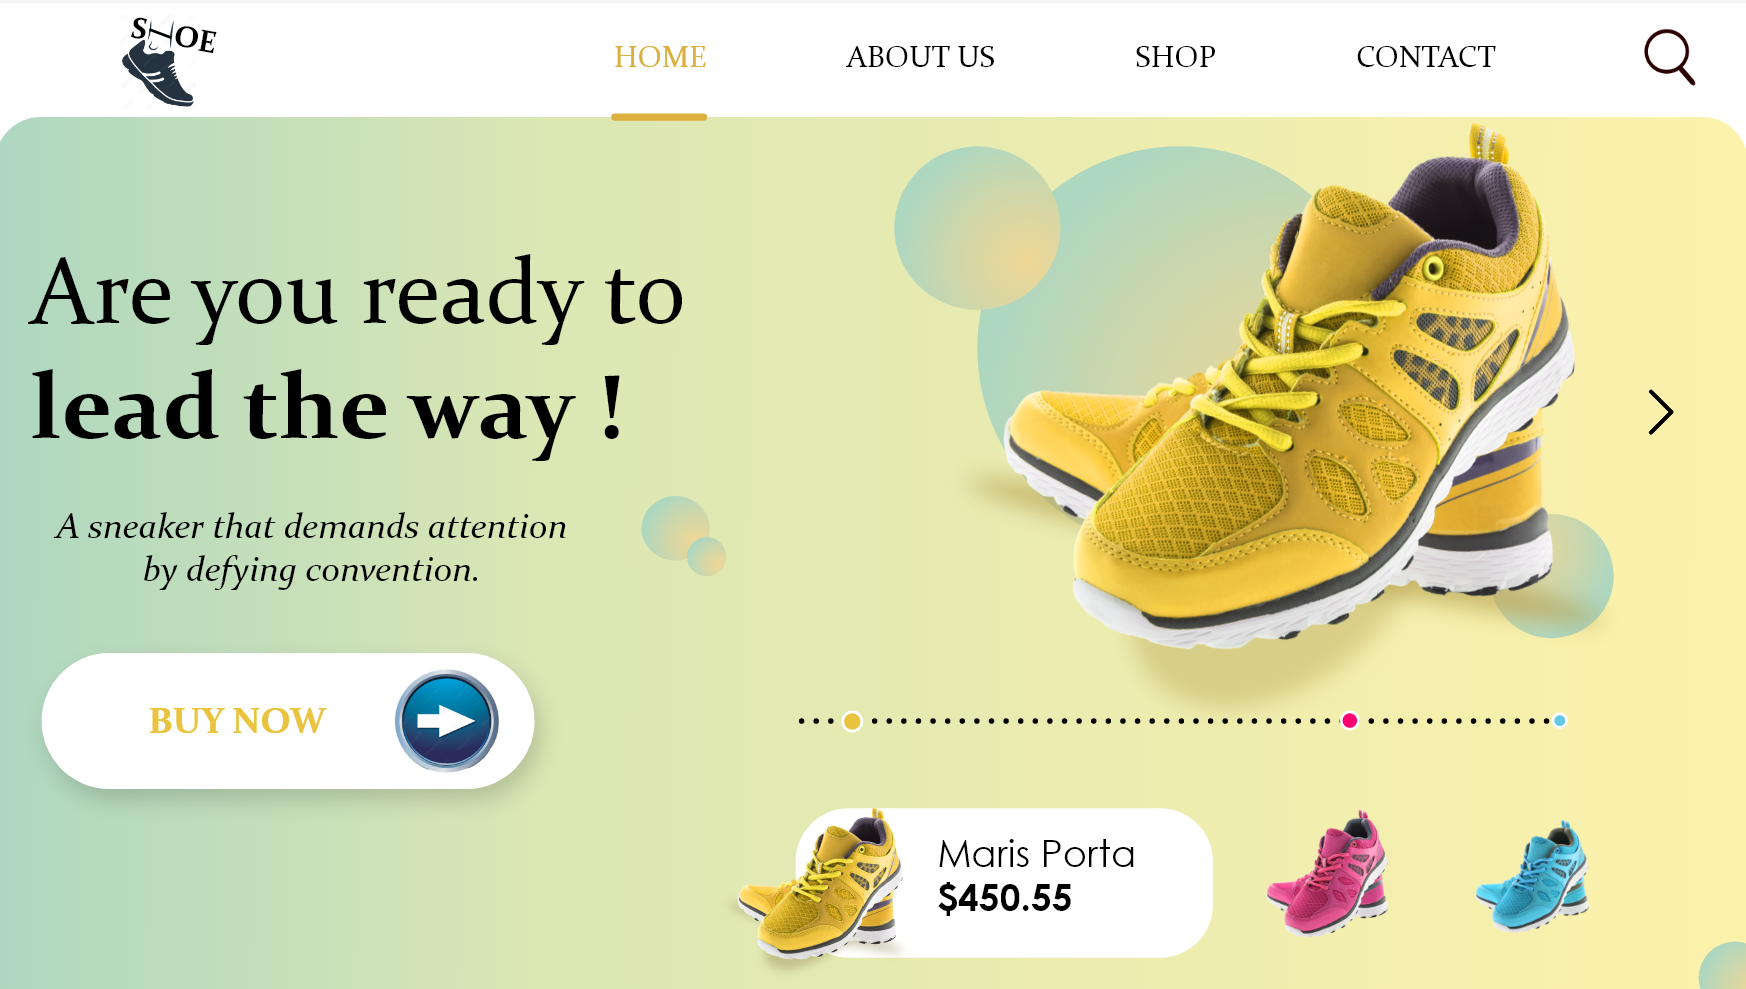 SHOE
HOME
ABOUT US
SHOP
CONTACT
Are you ready to
lead the way !
A sneaker that demands attention
by defying convention.
BUY NOW
Maris Porta
$450.55